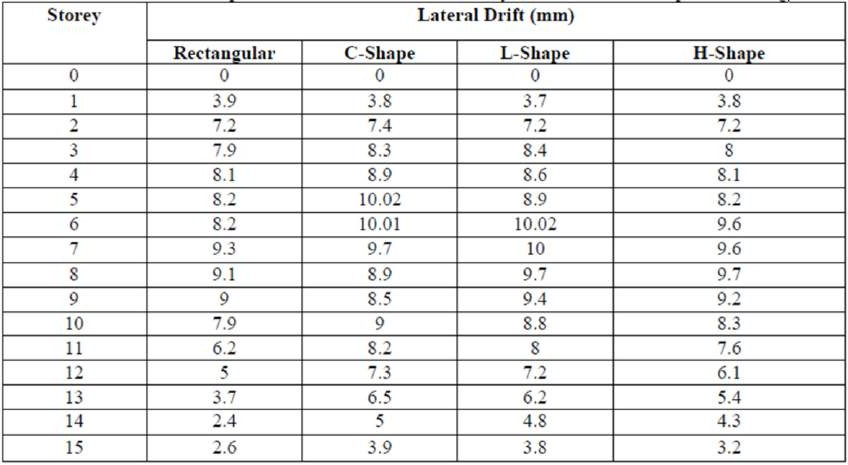 Storey Lateral Drift (mm)
Rectangular C-Shape L-Shape H-Shape
0 0 0 0 0
1 3.9 3.8 3.7 3.8
2 7.2 7.4 7.2 7.2
3 7.9 8.3 8.4 8
4 8.1 8.9 8.6 8.1
5 8.2 10.02 8.9 8.2
6 8.2 10.01 10.02 9.6
7 9.3 9.7 10 9.6
8 9.1 8.9 9.7 9.7
9 9 8.5 9.4 9.2
10 7.9 9 8.8 8.3
11 6.2 8.2 8 7.6
12 5 7.3 7.2 6.1
13 3.7 6.5 6.2 5.4
14 2.4 5 4.8 4.3
15 2.6 3.9 3.8 3.2